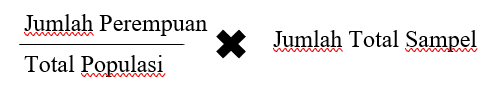 Jumlah Perempuan
Total Populasi
✖ Jumlah Total Sampel